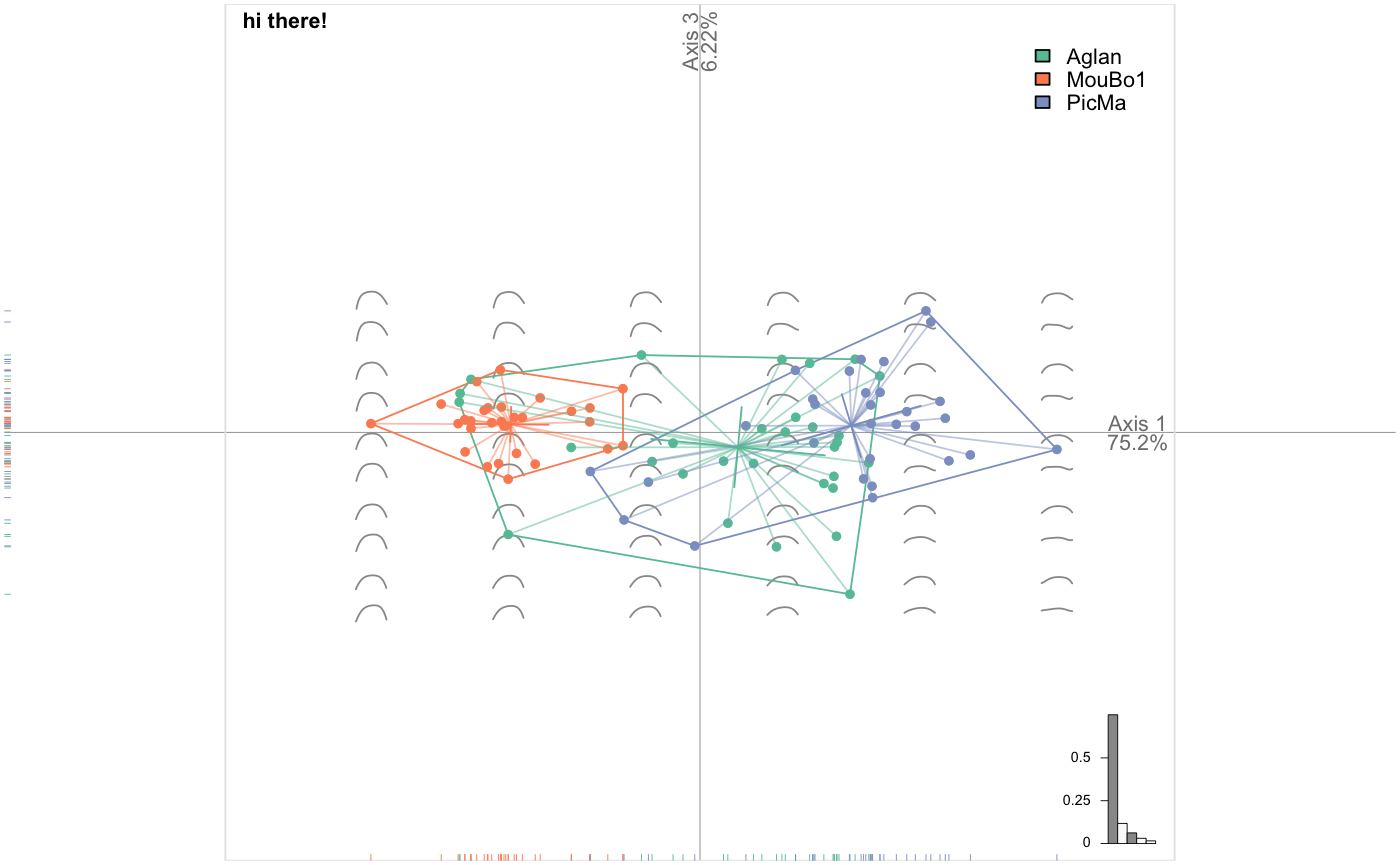 hi there!
Axis 3
6.22%
Aglan
MouBo1
PicMa
Axis 1
75.2%
0.5
0.25
0